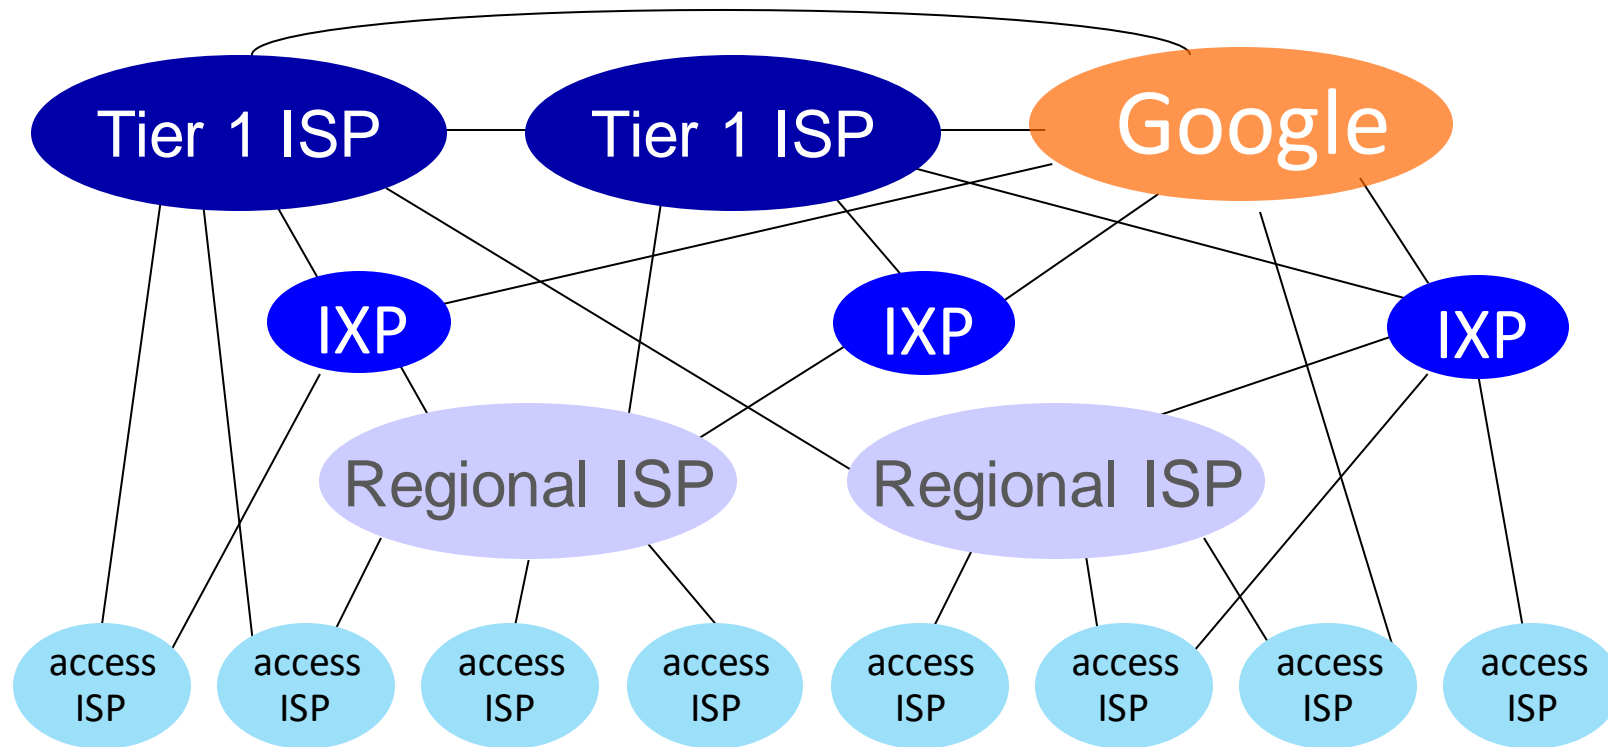 Tier 1 ISP
Tier 1 ISP
Google
IXP
IXP
IXP
Regional ISP
Regional ISP
access
ISP
access
ISP
access
ISP
access
ISP
access
ISP
access
ISP
access
ISP
access
ISP